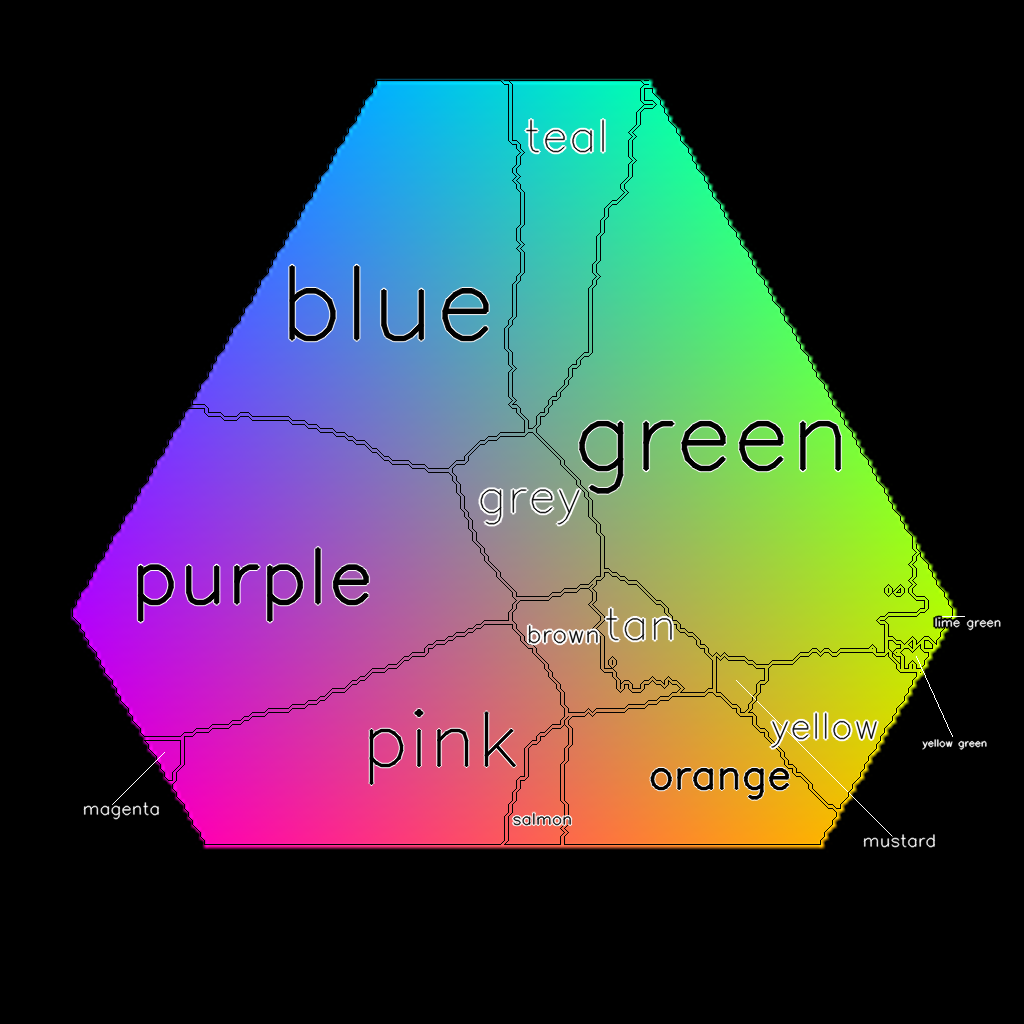 teal
blue
green
grey
purple
lime green
brown
tan
yellow
yellow green
pink
orange
magenta
salmon
mustard